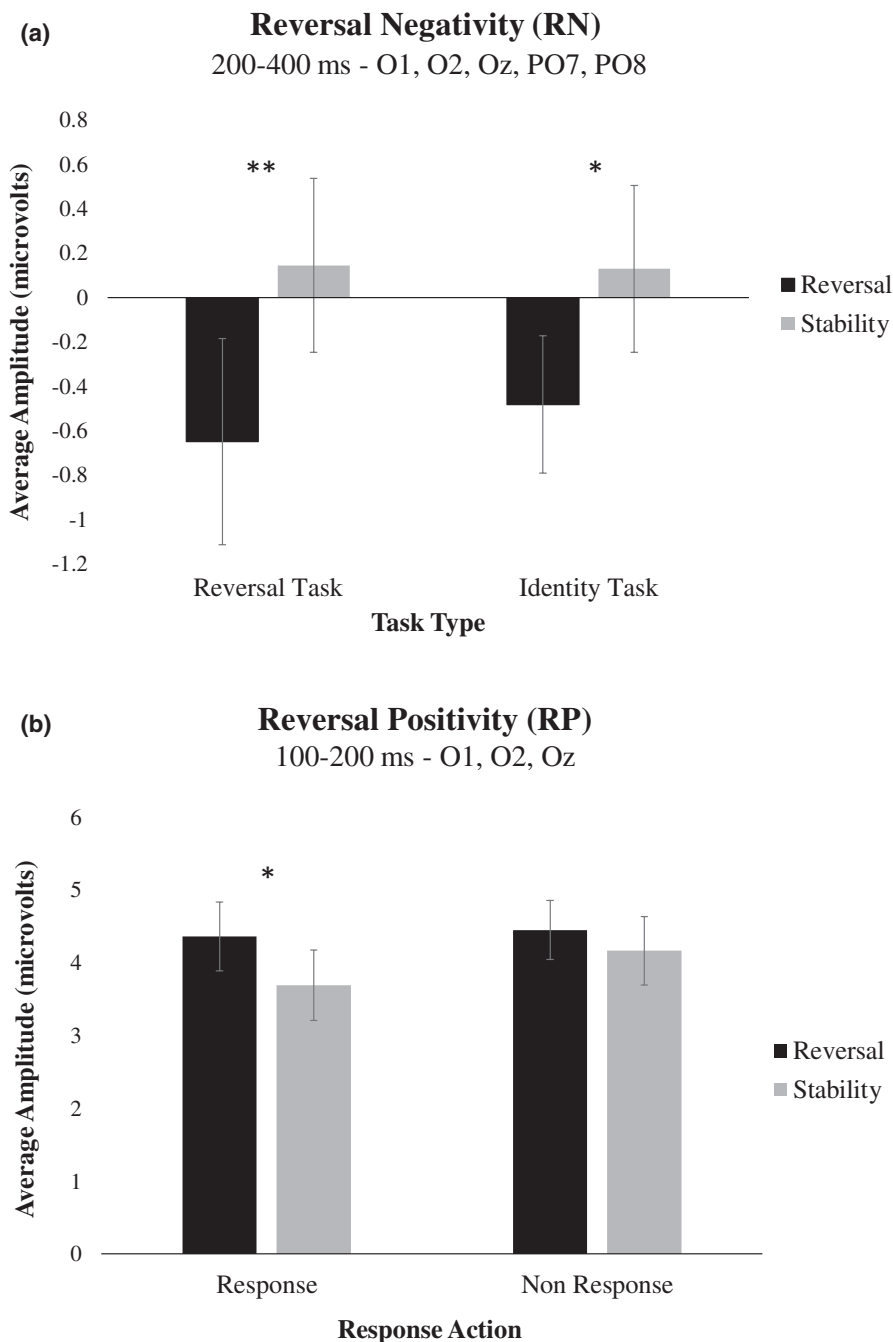 (a)
Reversal Negativity (RN)
200-400 ms - O1, O2, Oz, PO7, PO8
Average Amplitude (microvolts)
0.8
0.6
0.4
0.2
0
-0.2
-0.4
-0.6
-0.8
-1
-1.2
**
*
Reversal
Stability
Reversal Task
Identity Task
Task Type
(b)
Reversal Positivity (RP)
100-200 ms - O1, O2, Oz
Average Amplitude (microvolts)
6
5
4
3
2
1
0
*
Reversal
Stability
Response
Non Response
Response Action